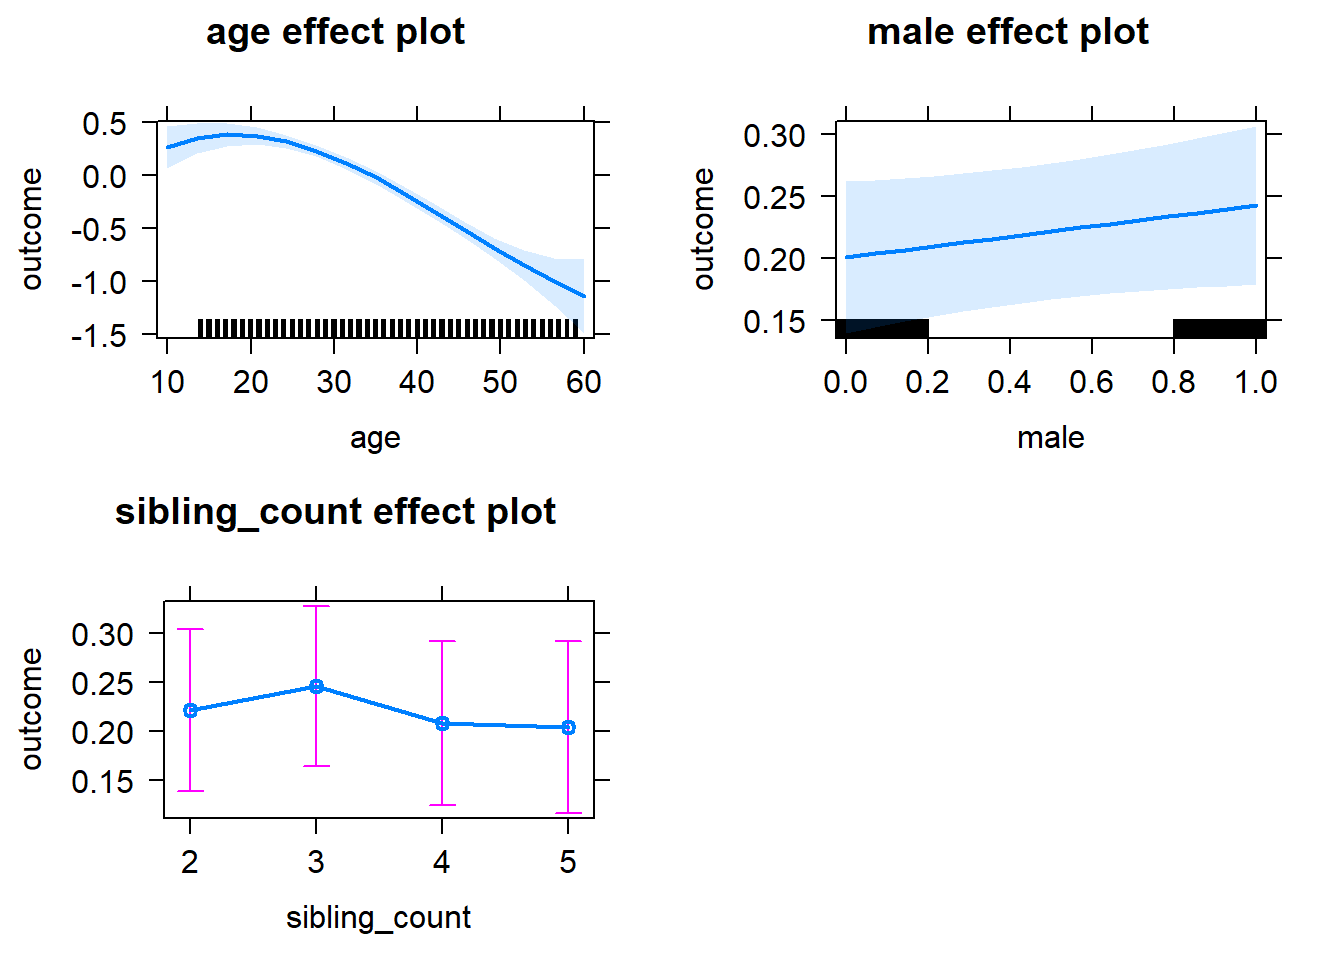 age effect plot
outcome
0.5
0.0
-0.5
-1.0
-1.5
10 20 30 40 50 60
age
male effect plot
outcome
0.30
0.25
0.20
0.15
0.0 0.2 0.4 0.6 0.8 1.0
male
sibling_count effect plot
outcome
0.30
0.25
0.20
0.15
2 3 4 5
sibling_count